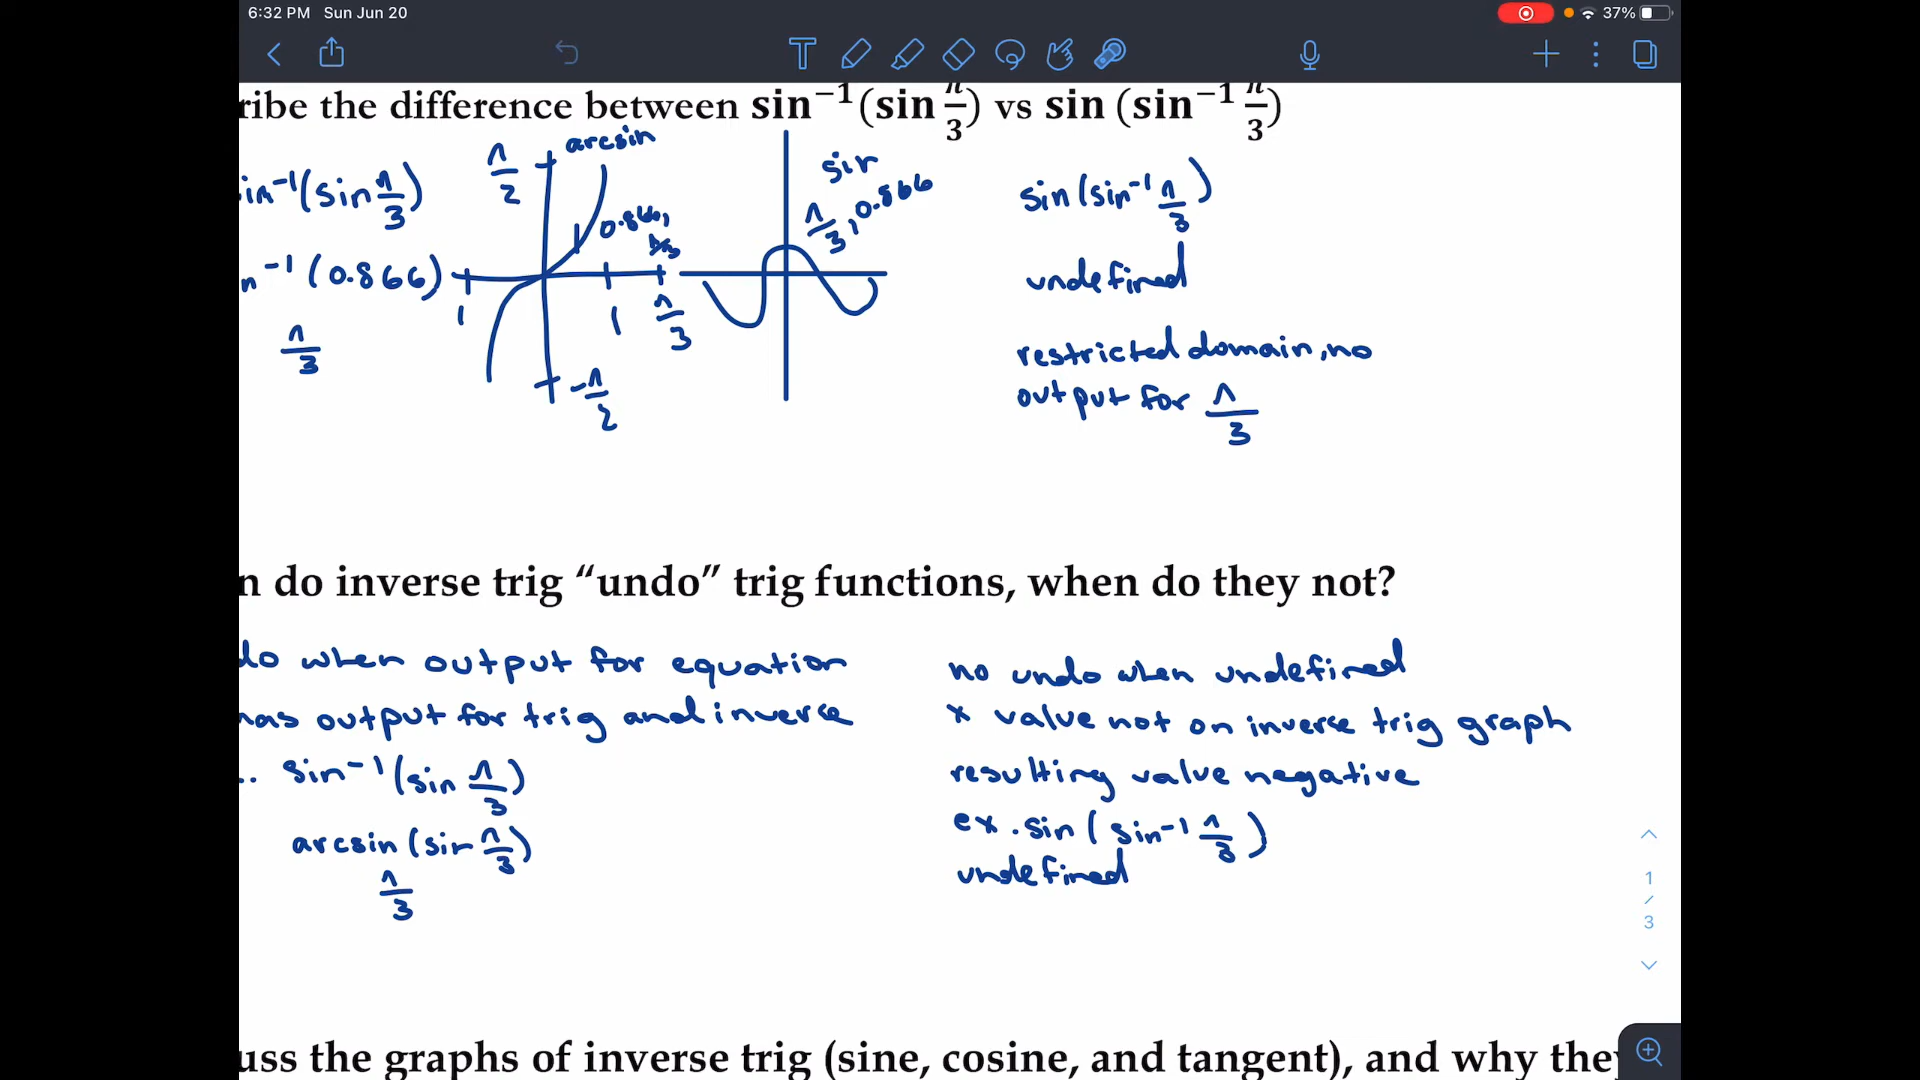 6:32 PM Sun Jun 20
37%
ribe the difference between sin⁻¹(sin π/3) vs sin (sin⁻¹ π/3)
in⁻¹(sin π/3)
n⁻¹ (0.866)
π/3
π/2
arcsin
0.866, π/3
1
1
π/3
-π/2
sin
π/3, 0.866
sin(sin⁻¹ π/3)
undefined
restricted domain, no
output for π/3
n do inverse trig “undo” trig functions, when do they not?
do when output for equation
has output for trig and inverse
.. sin⁻¹(sin π/3)
arcsin (sin π/3)
π/3
no undo when undefined
x value not on inverse trig graph
resulting value negative
ex. sin( sin⁻¹ π/3 )
undefined
1
/
3
uss the graphs of inverse trig (sine, cosine, and tangent), and why they